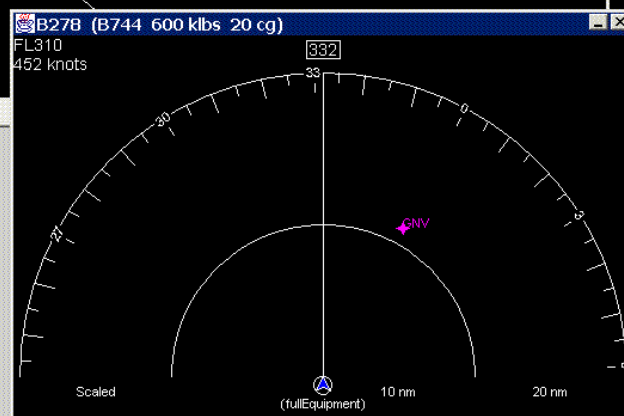 B278 (B744 600 klbs 20 cg)
FL310
452 knots
332
33
30
0
27
3
GNV
Scaled
10 nm
20 nm
(fullEquipment)